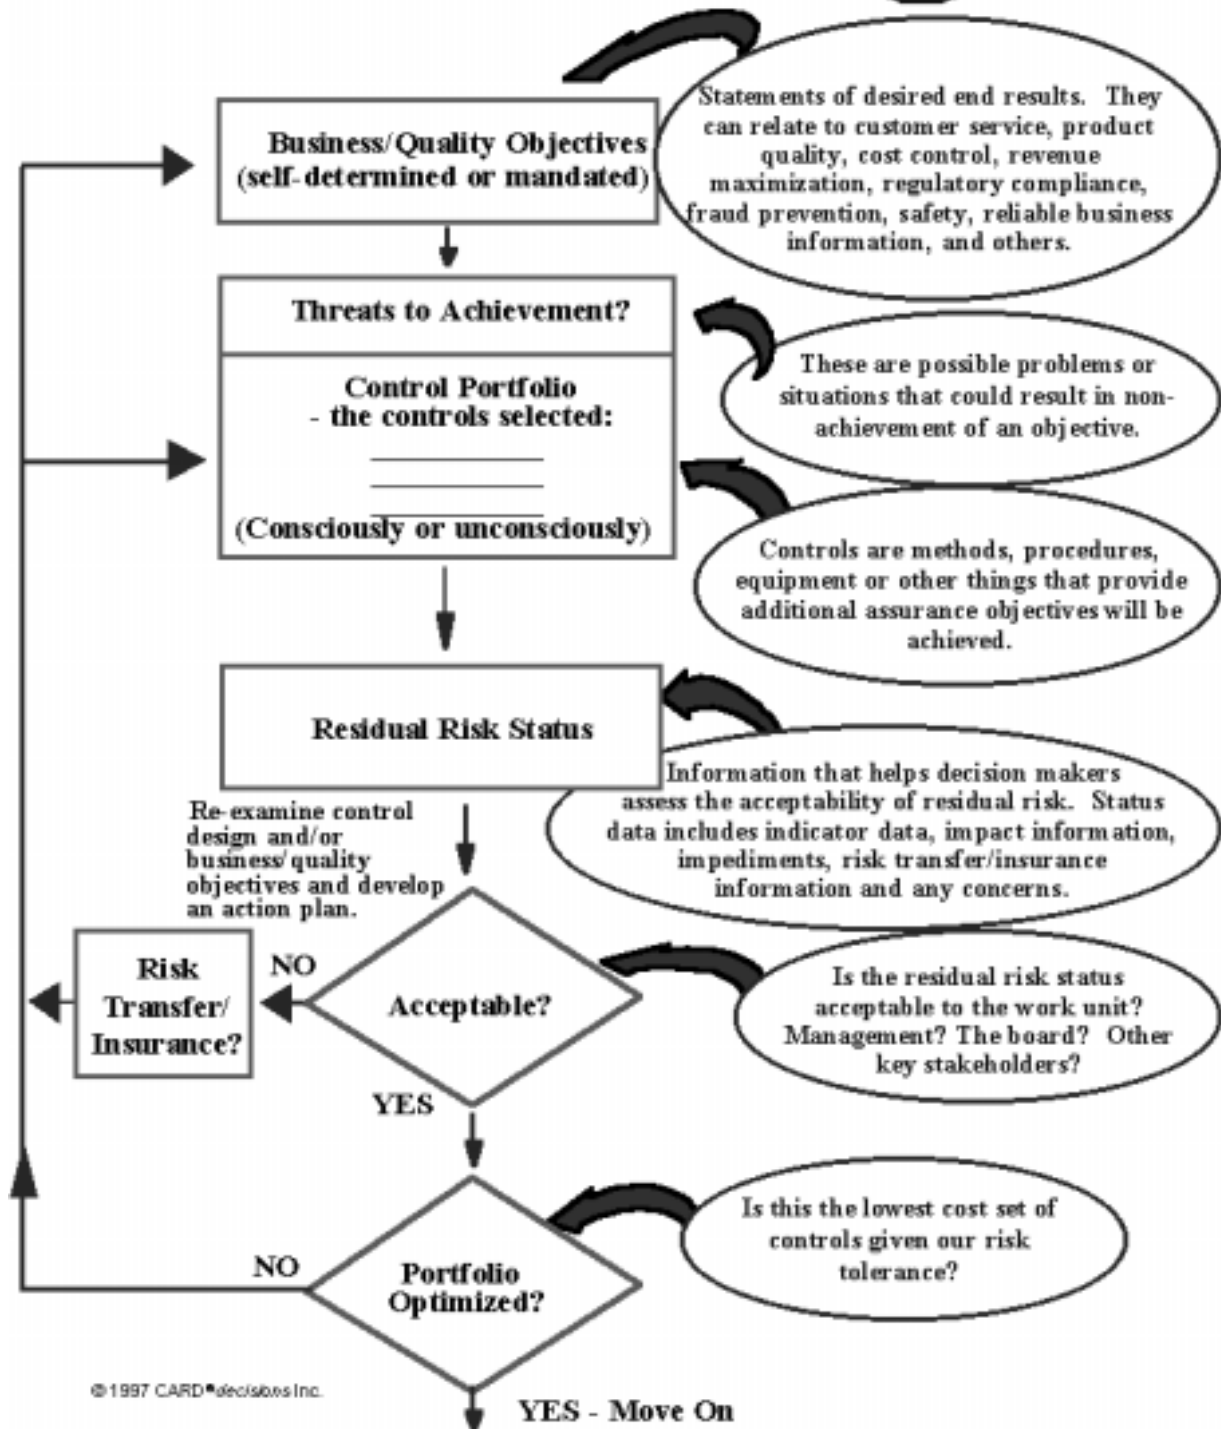 Business/Quality Objectives
(self-determined or mandated)
Statements of desired end results. They
can relate to customer service, product
quality, cost control, revenue
maximization, regulatory compliance,
fraud prevention, safety, reliable business
information, and others.
Threats to Achievement?
These are possible problems or
situations that could result in non-
achievement of an objective.
Control Portfolio
- the controls selected:
(Consciously or unconsciously)
Controls are methods, procedures,
equipment or other things that provide
additional assurance objectives will be
achieved.
Residual Risk Status
Information that helps decision makers
assess the acceptability of residual risk. Status
data includes indicator data, impact information,
impediments, risk transfer/insurance
information and any concerns.
Re-examine control
design and/or
business/quality
objectives and develop
an action plan.
Risk
Transfer/
Insurance?
NO
Acceptable?
YES
Is the residual risk status
acceptable to the work unit?
Management? The board? Other
key stakeholders?
Is this the lowest cost set of
controls given our risk
tolerance?
NO
Portfolio
Optimized?
© 1997 CARD®decisions Inc.
YES - Move On